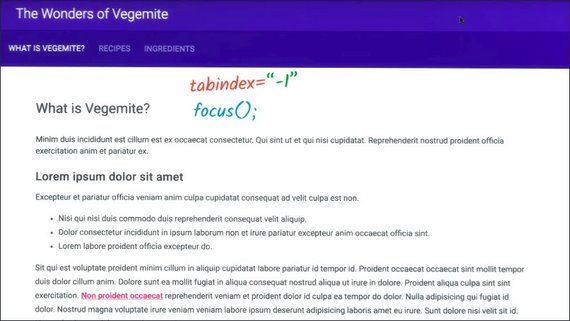 The Wonders of Vegemite
WHAT IS VEGEMITE? RECIPES INGREDIENTS
tabindex="-1"
What is Vegemite?
focus();
Minim duis incididunt est cillum est ex occaecat consectetur. Qui sint ut et qui nisi cupidatat. Reprehenderit nostrud proident officia
exercitation anim et pariatur ex.
Lorem ipsum dolor sit amet
Excepteur et pariatur officia veniam anim culpa cupidatat consequat ad velit culpa est non.
• Nisi qui nisi duis commodo duis reprehenderit consequat velit aliquip.
• Dolor consectetur incididunt in ipsum laborum non et irure pariatur excepteur anim occaecat officia sint.
• Lorem labore proident officia excepteur do.
Sit qui est voluptate proident minim cillum in aliquip cupidatat labore pariatur id tempor id. Proident occaecat occaecat sint mollit tempor
duis dolor cillum anim. Dolore sunt ea mollit fugiat in aliqua consequat nostrud aliqua ut irure in dolore. Proident aliqua culpa sint sint
exercitation. Non proident occaecat reprehenderit veniam et proident dolor id culpa ea tempor do dolor. Nulla adipisicing qui fugiat id
dolor. Nostrud magna voluptate irure veniam veniam labore ipsum deserunt adipisicing laboris eiusmod amet ea irure. Sunt dolore nisi velit sit id.